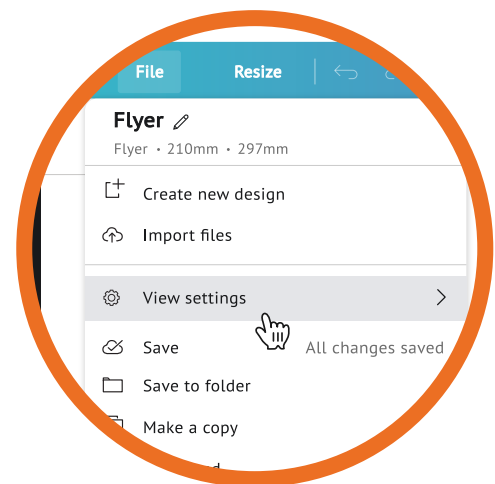 File Resize
Flyer
Flyer • 210mm • 297mm
Create new design
Import files
View settings
Save All changes saved
Save to folder
Make a copy